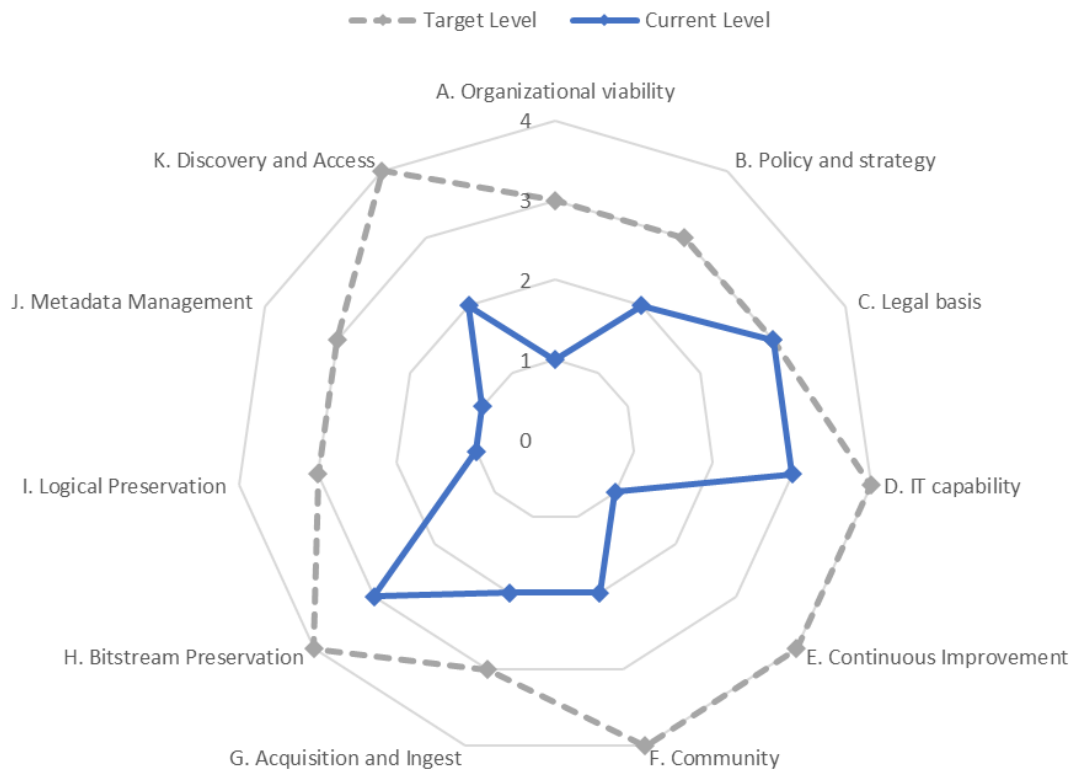 Target Level
Current Level
A. Organizational viability
4
K. Discovery and Access
B. Policy and strategy
3
2
J. Metadata Management
C. Legal basis
1
0
I. Logical Preservation
D. IT capability
H. Bitstream Preservation
E. Continuous Improvement
G. Acquisition and Ingest
F. Community